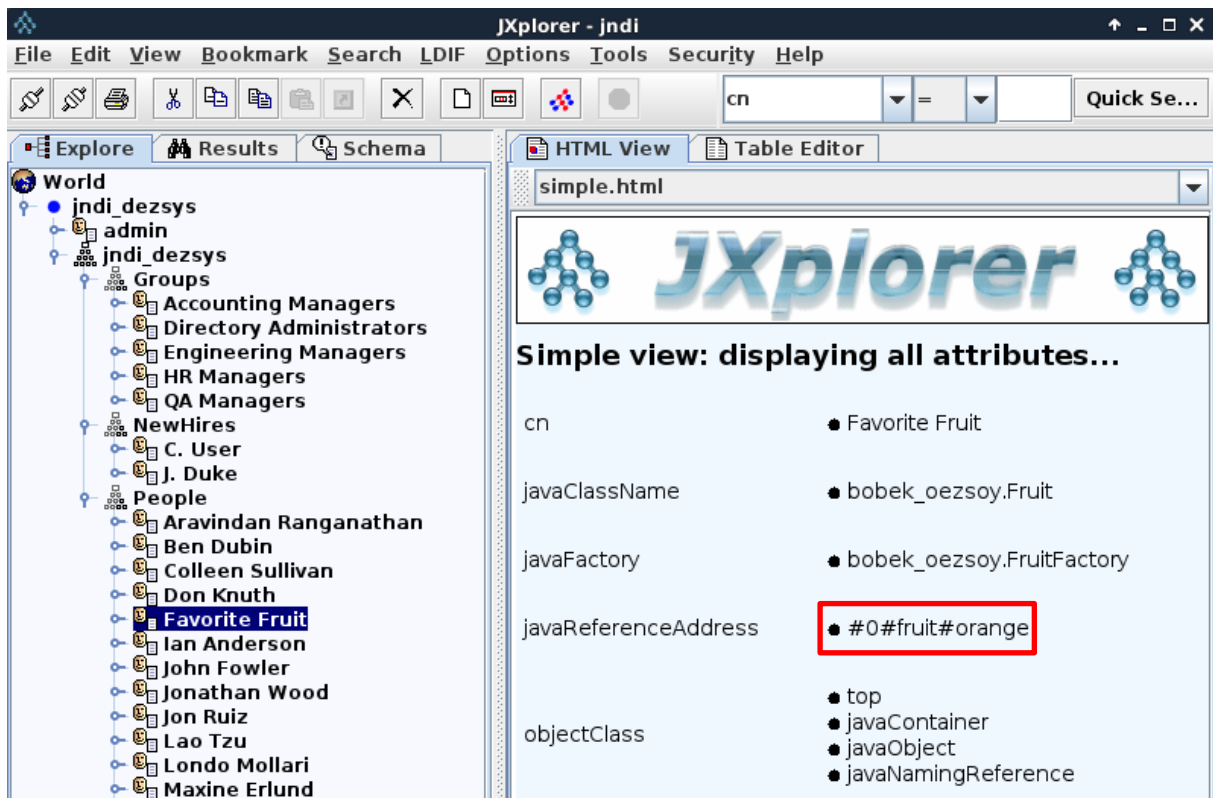 JXplorer - jndi
File Edit View Bookmark Search LDIF Options Tools Security Help
cn = Quick Se...
Explore Results Schema
World
jndi_dezsys
admin
jndi_dezsys
Groups
Accounting Managers
Directory Administrators
Engineering Managers
HR Managers
QA Managers
NewHires
C. User
J. Duke
People
Aravindan Ranganathan
Ben Dubin
Colleen Sullivan
Don Knuth
Favorite Fruit
Ian Anderson
John Fowler
Jonathan Wood
Jon Ruiz
Lao Tzu
Londo Mollari
Maxine Erlund
HTML View Table Editor
simple.html
JXplorer
Simple view: displaying all attributes...
cn Favorite Fruit
javaClassName bobek_oezsoy.Fruit
javaFactory bobek_oezsoy.FruitFactory
javaReferenceAddress #0#fruit#orange
objectClass
top
javaContainer
javaObject
javaNamingReference